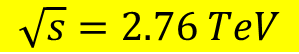 √s = 2.76 TeV